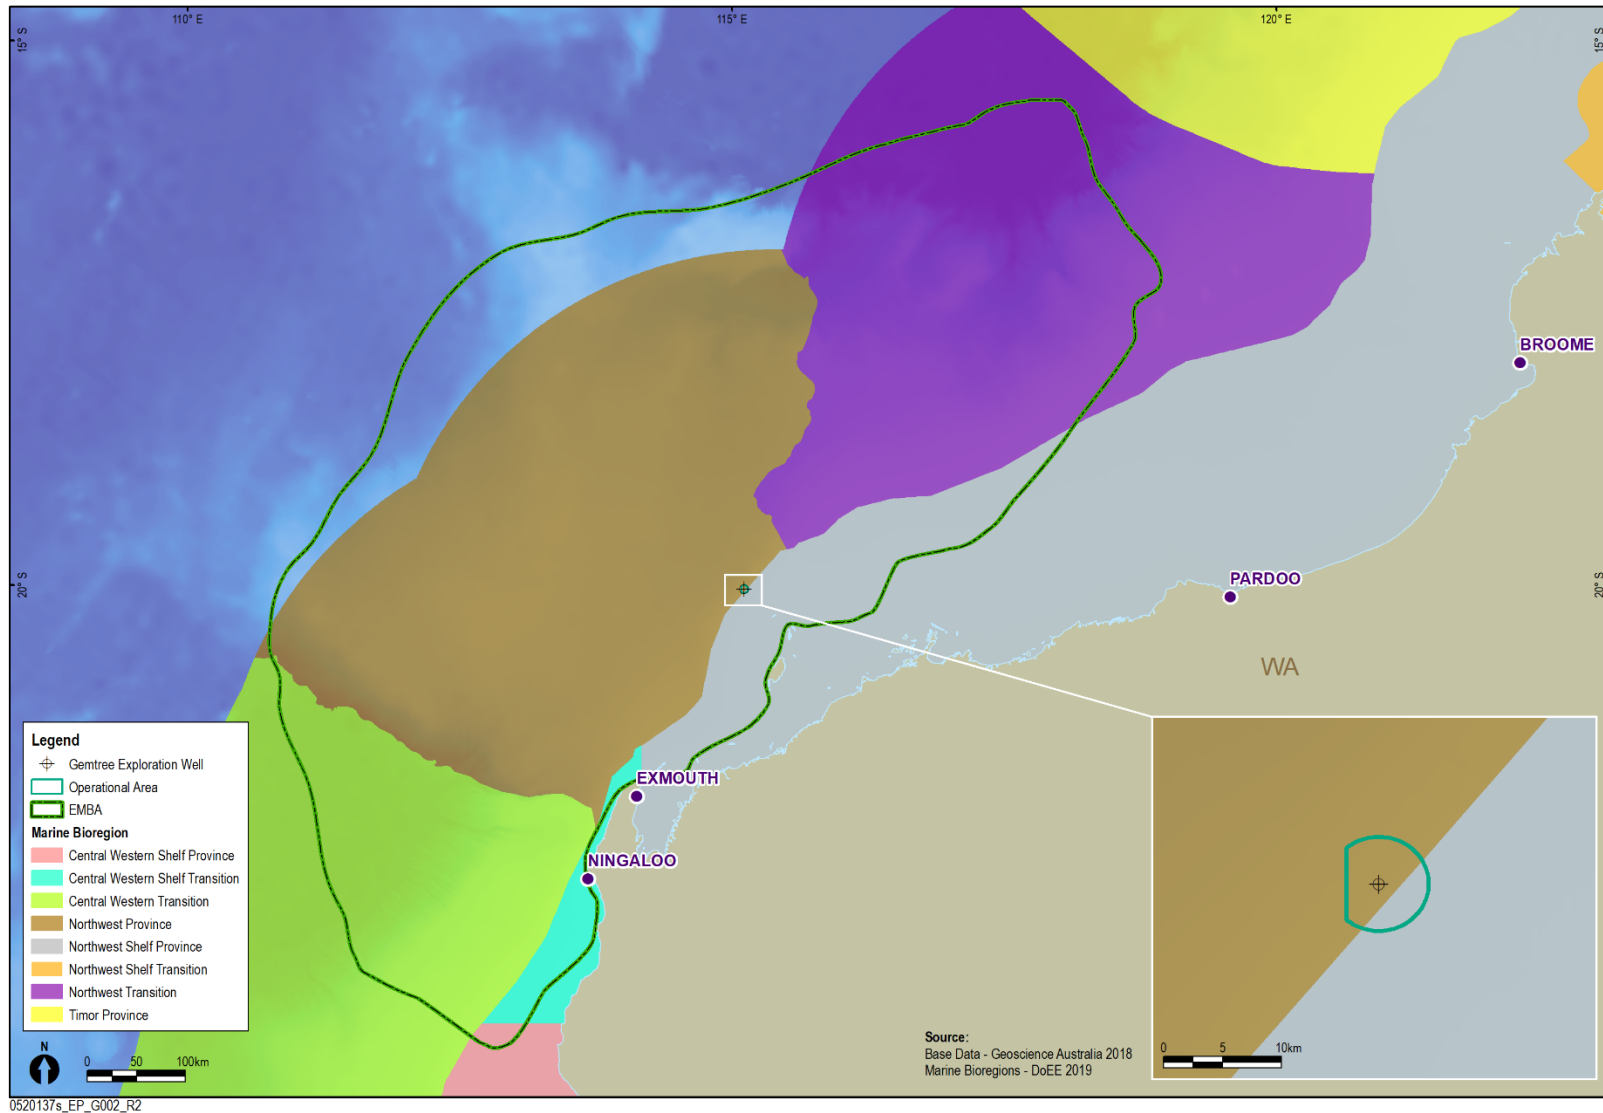 110° E
115° E
120° E
15° S
15° S
BROOME
20° S
20° S
PARDOO
WA
EXMOUTH
NINGALOO
Legend
Gemtree Exploration Well
Operational Area
EMBA
Marine Bioregion
Central Western Shelf Province
Central Western Shelf Transition
Central Western Transition
Northwest Province
Northwest Shelf Province
Northwest Shelf Transition
Northwest Transition
Timor Province
N
0 50 100km
Source:
Base Data - Geoscience Australia 2018
Marine Bioregions - DoEE 2019
0 5 10km
0520137s_EP_G002_R2